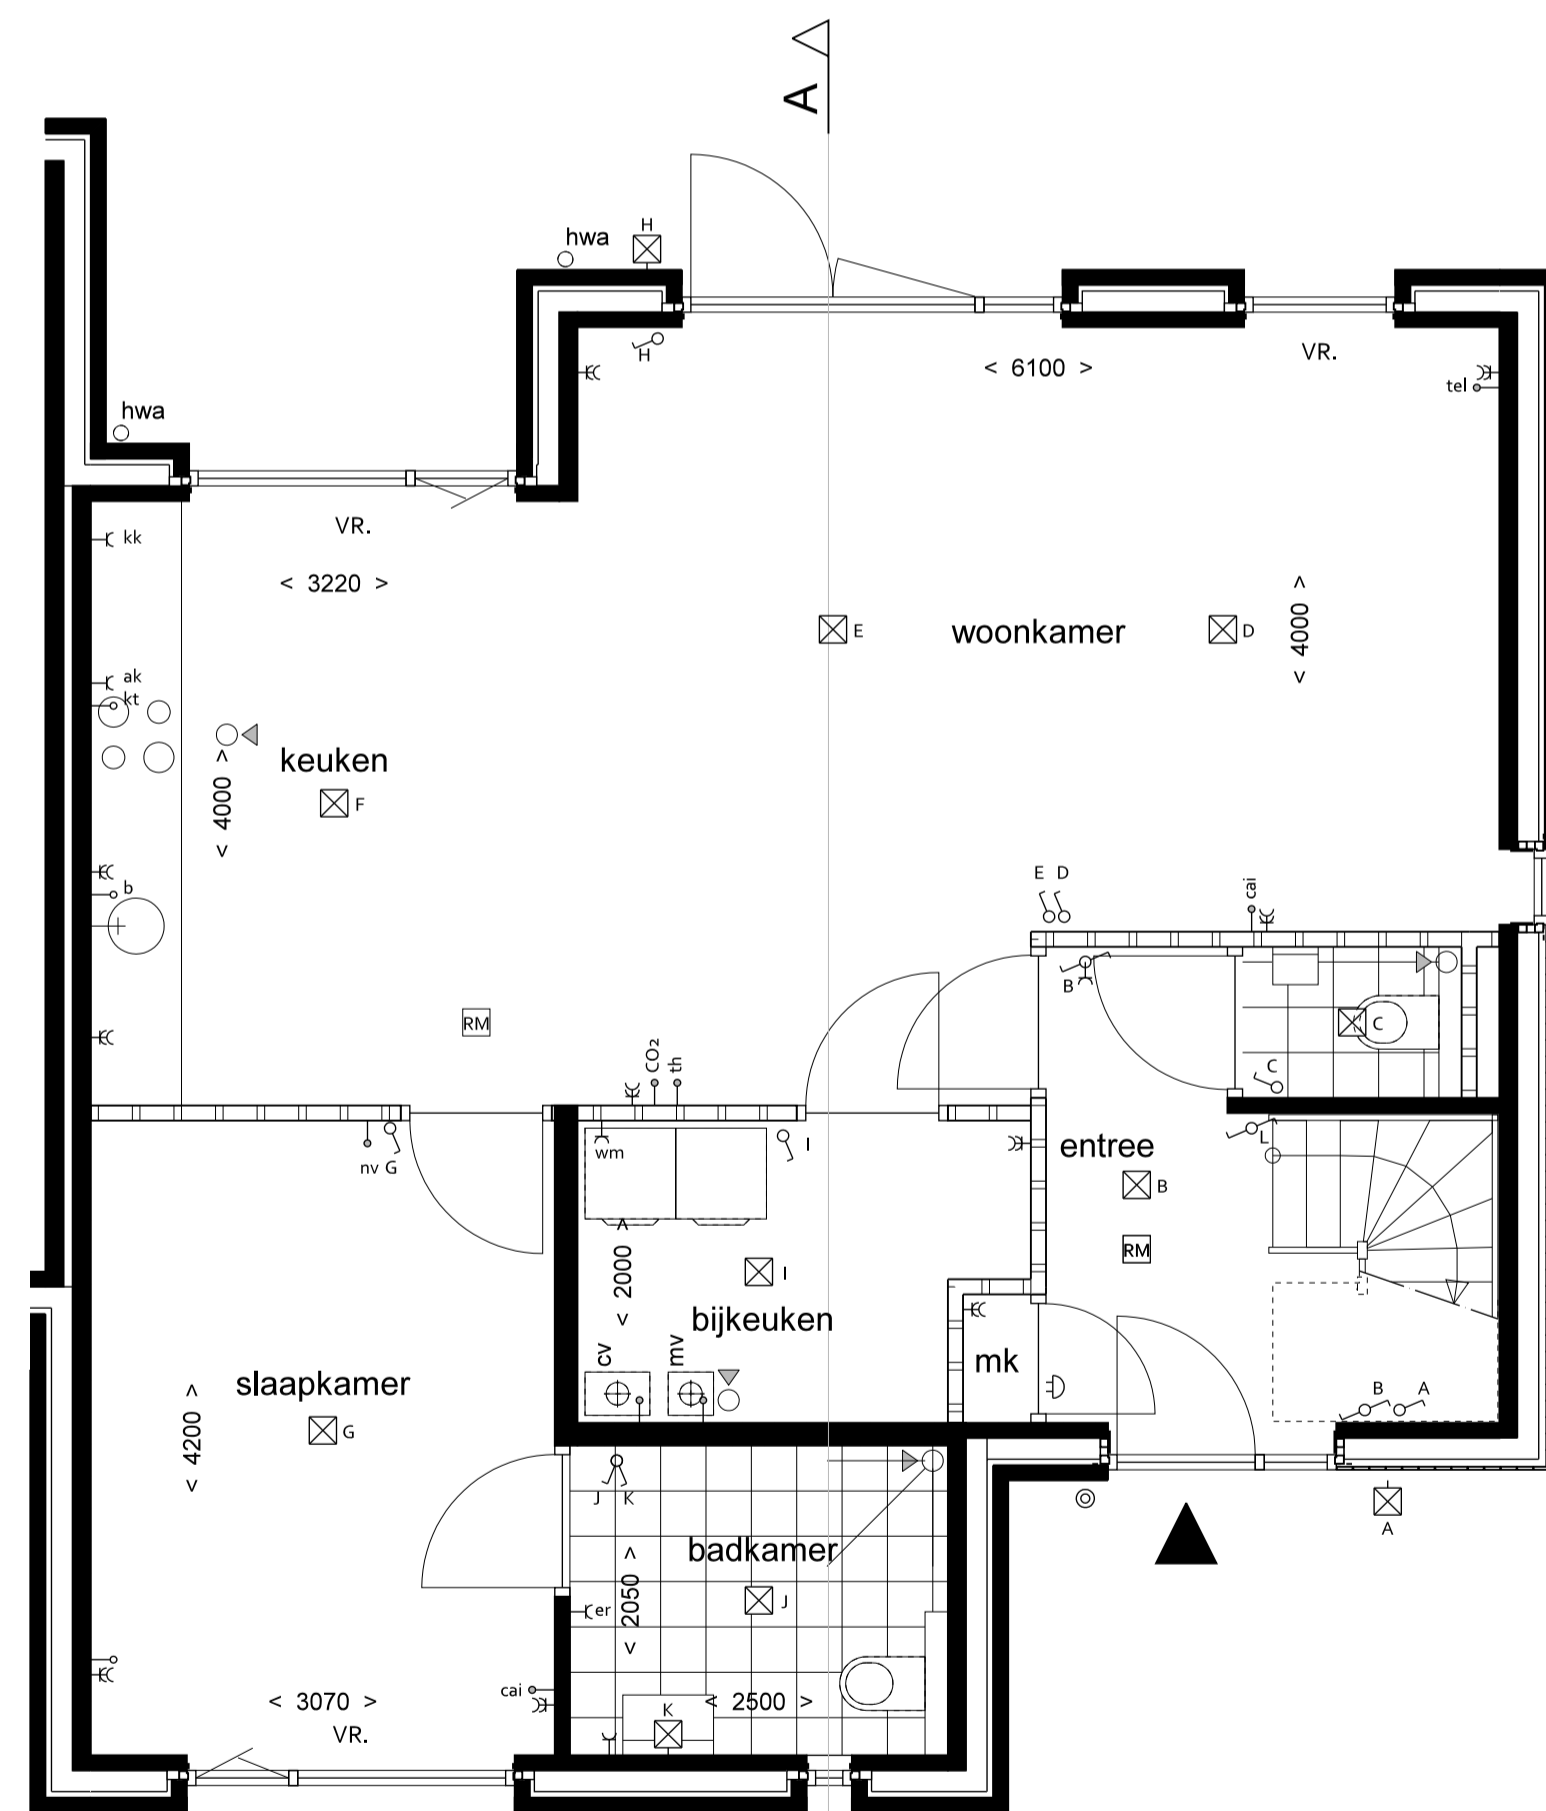 A
H
hwa
H
< 6100 >
VR.
tel
hwa
VR.
kk
< 3220 >
E
woonkamer
D
< 4000 >
ak
kt
keuken
< 4000 >
F
E D
cai
b
B
RM
C
CO2
th
C
nv G
wm
I
entree
L
B
RM
< 2000 >
I
bijkeuken
cv
mv
mk
slaapkamer
B A
< 4200 >
G
J K
A
badkamer
< 2050 >
er
J
cai
< 3070 >
K
< 2500 >
VR.